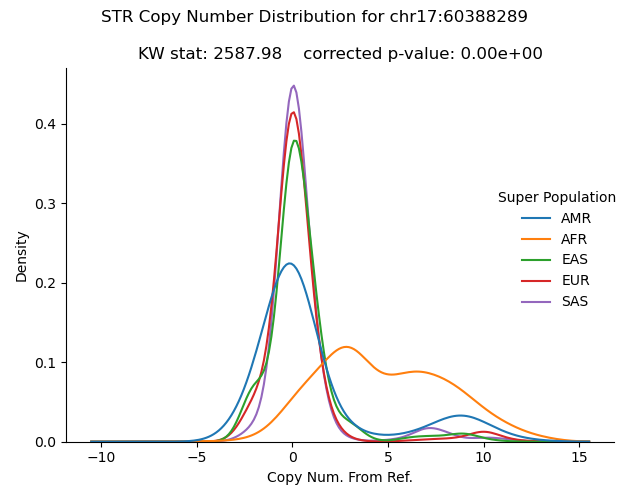 STR Copy Number Distribution for chr17:60388289
KW stat: 2587.98    corrected p-value: 0.00e+00
Density
0.4
0.3
0.2
0.1
0.0
−10
−5
0
5
10
15
Copy Num. From Ref.
Super Population
AMR
AFR
EAS
EUR
SAS